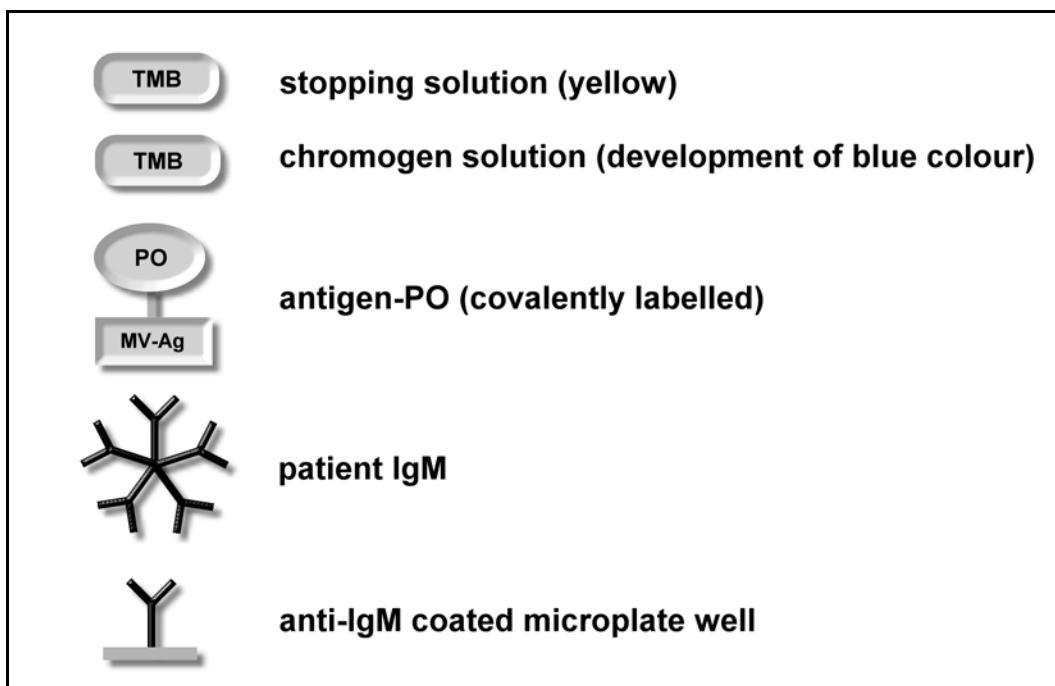 TMB stopping solution (yellow)
TMB chromogen solution (development of blue colour)
PO
antigen-PO (covalently labelled)
MV-Ag
patient IgM
anti-IgM coated microplate well